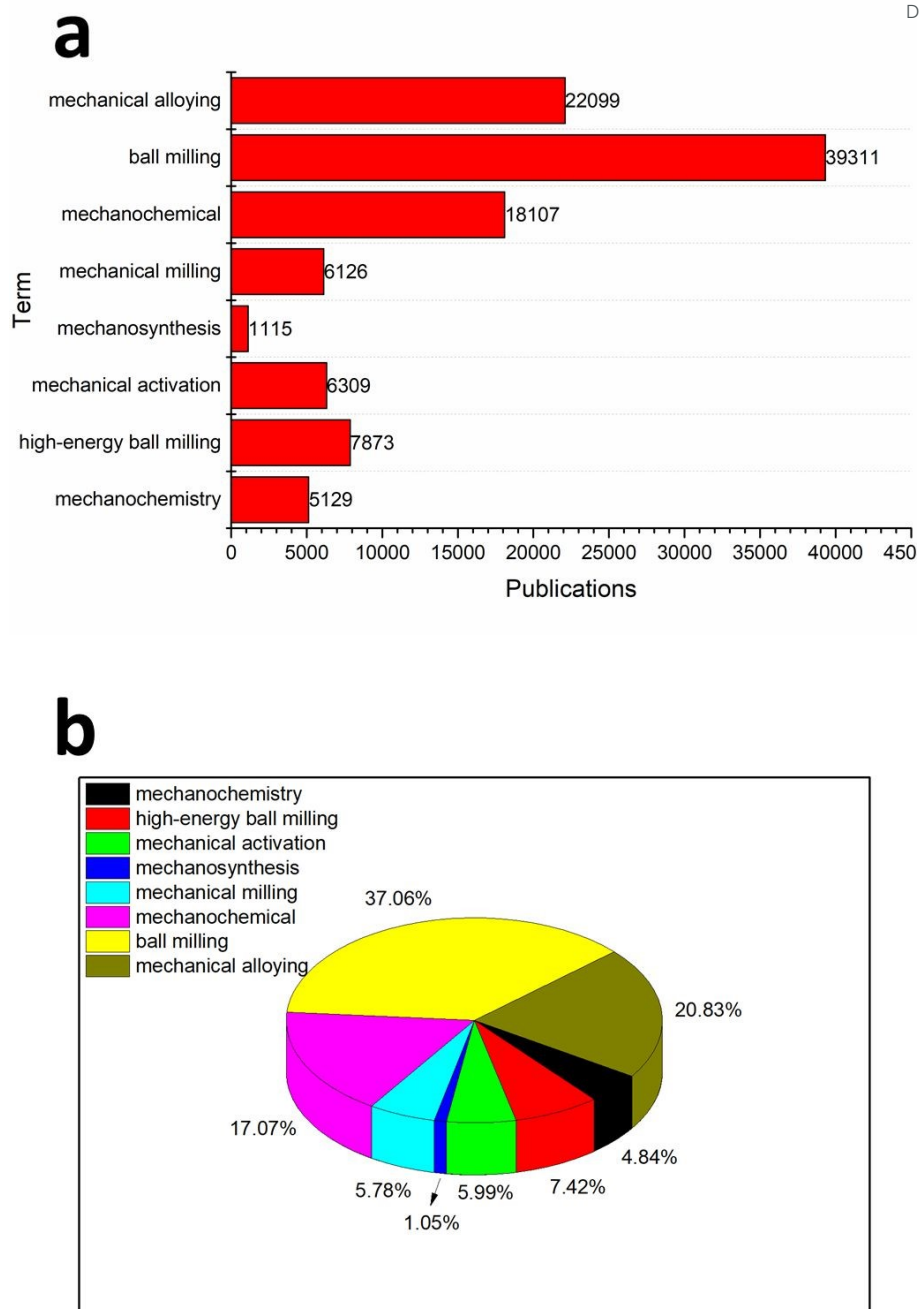 D
a
mechanical alloying 22099
ball milling 39311
mechanochemical 18107
mechanical milling 6126
mechanosynthesis 1115
mechanical activation 6309
high-energy ball milling 7873
mechanochemistry 5129
Term
0 5000 10000 15000 20000 25000 30000 35000 40000 450
Publications
b
mechanochemistry
high-energy ball milling
mechanical activation
mechanosynthesis
mechanical milling
mechanochemical
ball milling
mechanical alloying
37.06%
20.83%
17.07%
4.84%
5.78%
5.99%
7.42%
1.05%